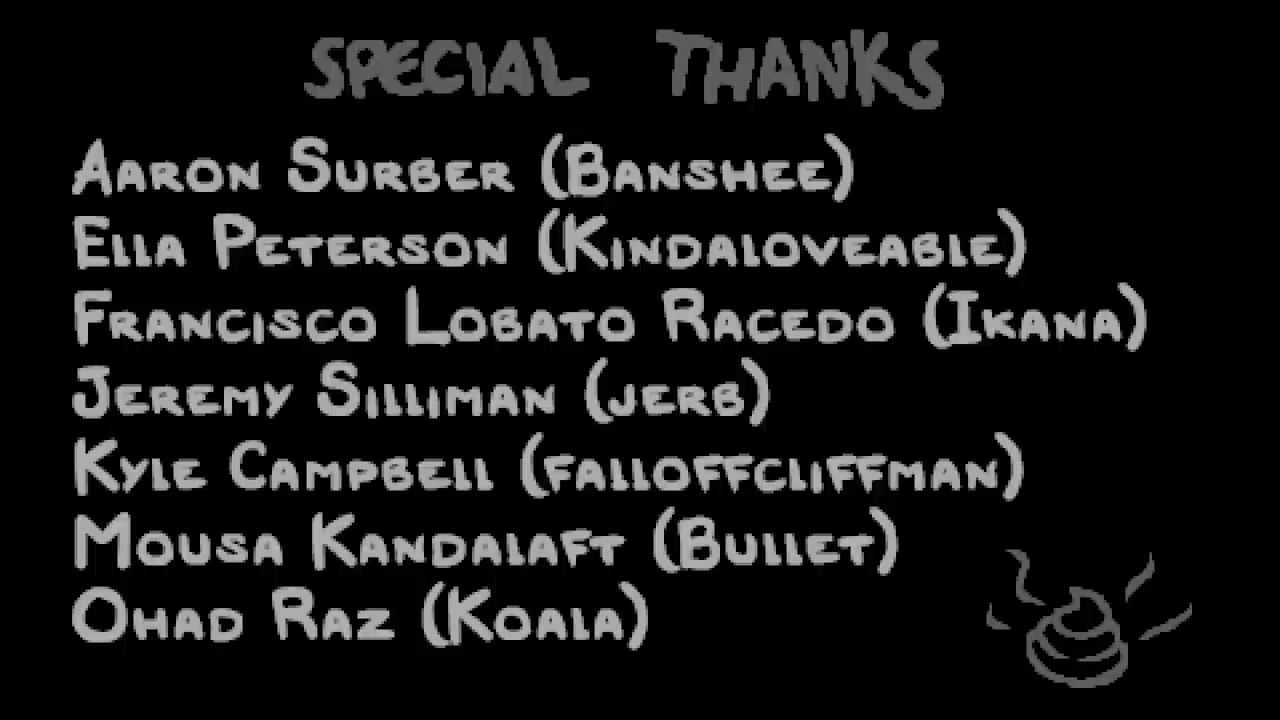 SPECIAL THANKS
Aaron Surber (Banshee)
Ella Peterson (Kindaloveable)
Francisco Lobato Racedo (Ikana)
Jeremy Silliman (jerb)
Kyle Campbell (falloffcliffman)
Mousa Kandalaft (Bullet)
Ohad Raz (Koala)